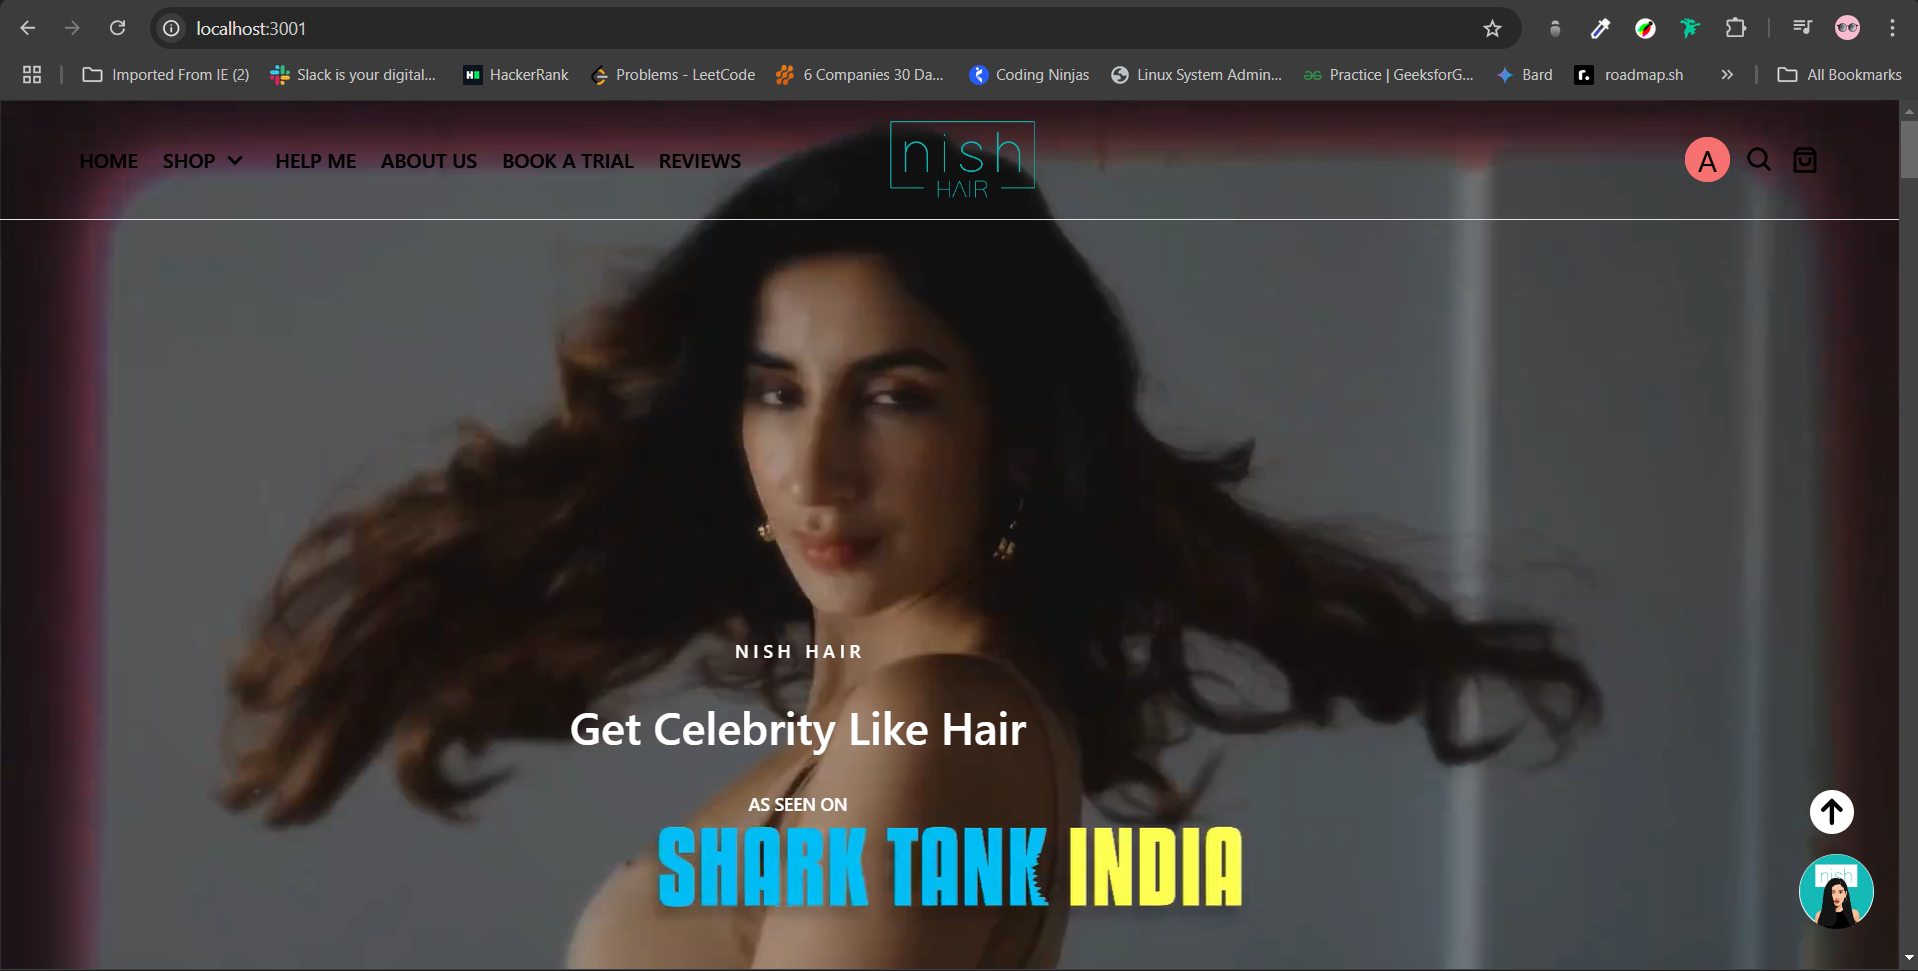 localhost:3001
Imported From IE (2)
Slack is your digital...
HackerRank
Problems - LeetCode
6 Companies 30 Da...
Coding Ninjas
Linux System Admin...
Practice | GeeksforG...
Bard
roadmap.sh
All Bookmarks
HOME
SHOP
HELP ME
ABOUT US
BOOK A TRIAL
REVIEWS
nish
HAIR
A
NISH HAIR
Get Celebrity Like Hair
AS SEEN ON
SHARK TANK INDIA
nish